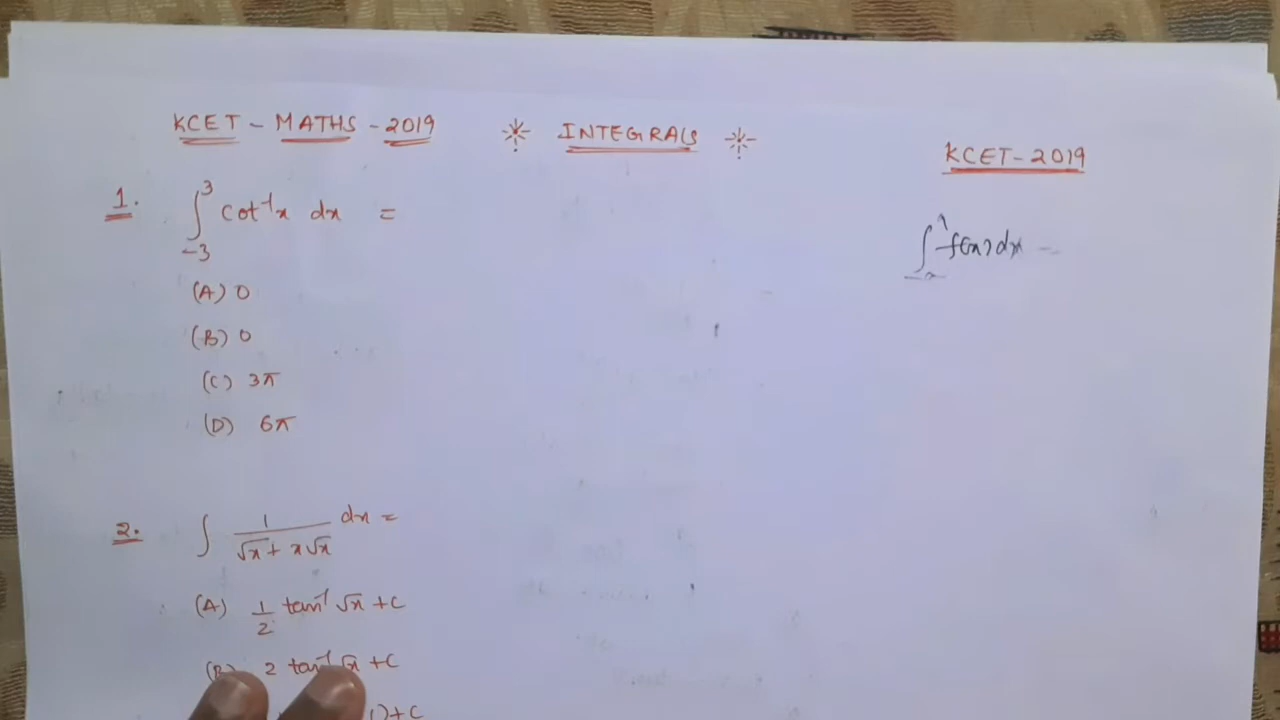 KCET - MATHS - 2019 * INTEGRALS *
KCET-2019
1. ∫₋₃³ cot⁻¹x dx =
∫₋ₐ f(x)dx =
(A) 0
(B) 0
(C) 3π
(D) 6π
2. ∫ 1/(√x + x√x) dx =
(A) 1/2 tan⁻¹ √x + C
(B) 2 tan⁻¹ √x + C
)+C